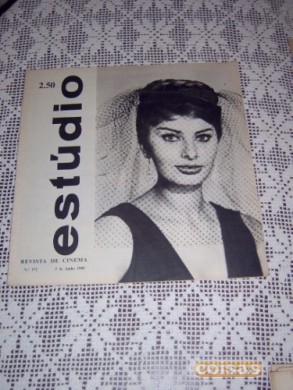 2.50
estúdio
REVISTA DE CINEMA
coisas